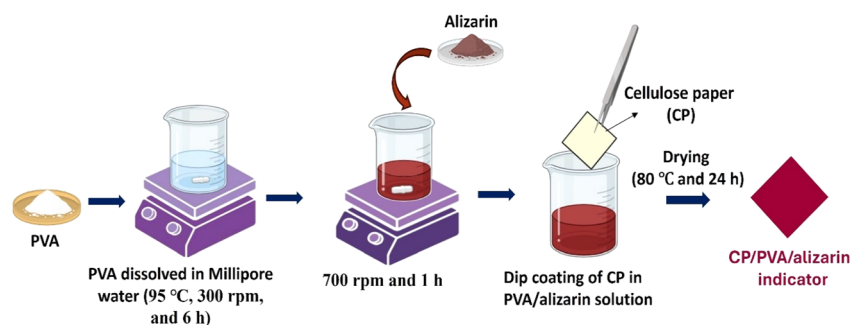 PVA
PVA dissolved in Millipore
water (95 °C, 300 rpm,
and 6 h)
Alizarin
700 rpm and 1 h
Cellulose paper
(CP)
Dip coating of CP in
PVA/alizarin solution
Drying
(80 °C and 24 h)
CP/PVA/alizarin
indicator